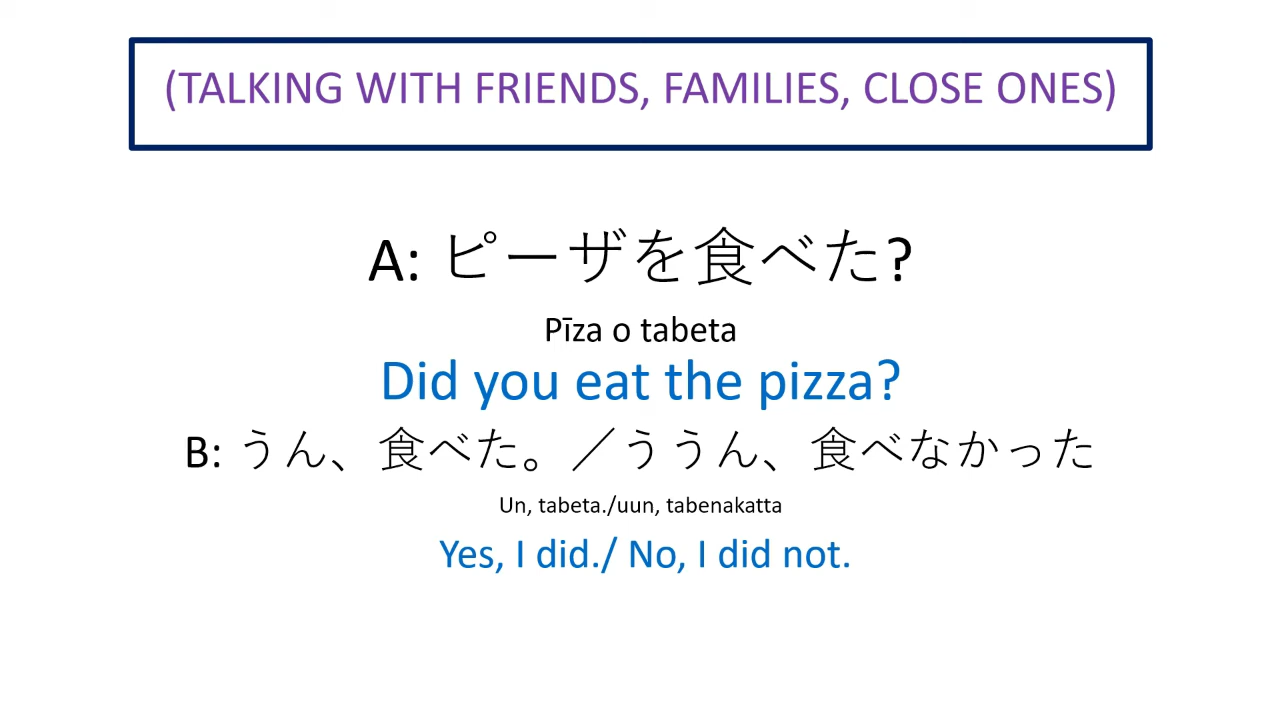 (TALKING WITH FRIENDS, FAMILIES, CLOSE ONES)
A: ピーザを食べた?
Pīza o tabeta
Did you eat the pizza?
B: うん、食べた。／ううん、食べなかった
Un, tabeta./uun, tabenakatta
Yes, I did./ No, I did not.